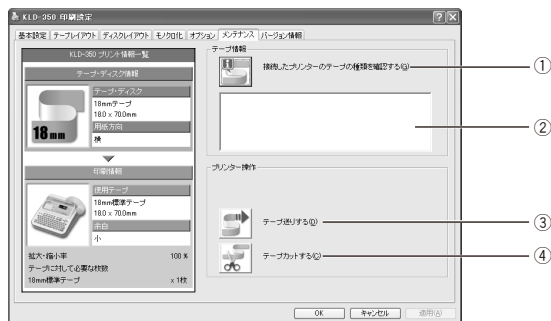 KLD-350 印刷設定
基本設定 テープレイアウト ディスクレイアウト モノクロ化 オプション メンテナンス バージョン情報
KLD-350 プリント情報一覧
テープ・ディスク情報
テープ・ディスク
18mmテープ
18.0 x 70.0mm
用紙方向
横
18mm
印刷情報
使用テープ
18mm標準テープ
18.0 x 70.0mm
余白
小
拡大・縮小率 100 %
テープに対して必要な枚数
18mm標準テープ x 1枚
テープ情報
接続したプリンターのテープの種類を確認する(G)
①
②
プリンター操作
テープ送りする(D)
③
テープカットする(C)
④
OK キャンセル 適用(A)